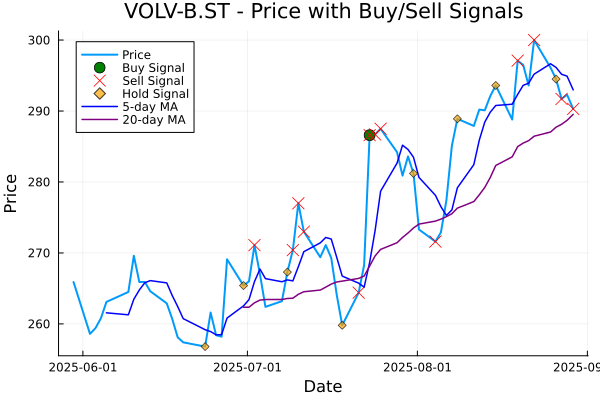 VOLV-B.ST - Price with Buy/Sell Signals
300
290
280
270
260
Price
Price
Buy Signal
Sell Signal
Hold Signal
5-day MA
20-day MA
2025-06-01
2025-07-01
2025-08-01
2025-09
Date